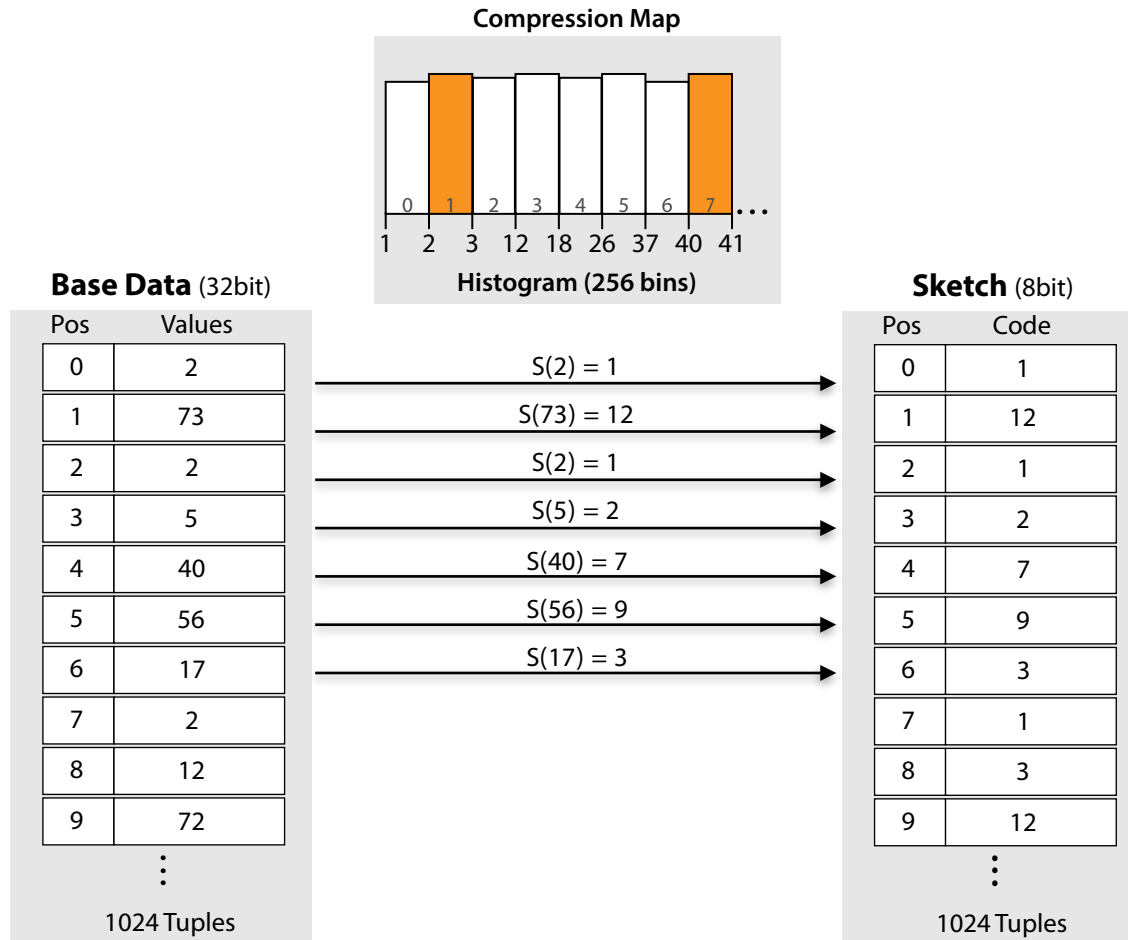 Compression Map
0 1 2 3 4 5 6 7 ...
1 2 3 12 18 26 37 40 41
Histogram (256 bins)
Base Data (32bit)
Pos Values
0 2
1 73
2 2
3 5
4 40
5 56
6 17
7 2
8 12
9 72
⋮
1024 Tuples
S(2) = 1
S(73) = 12
S(2) = 1
S(5) = 2
S(40) = 7
S(56) = 9
S(17) = 3
Sketch (8bit)
Pos Code
0 1
1 12
2 1
3 2
4 7
5 9
6 3
7 1
8 3
9 12
⋮
1024 Tuples